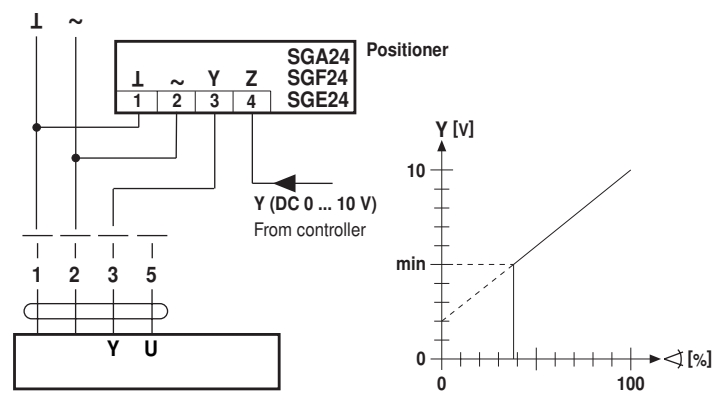 ⊥ ~
SGA24 Positioner
⊥ ~ Y Z SGF24
1 2 3 4 SGE24
Y (DC 0 ... 10 V)
From controller
1 2 3 5
Y U
Y [V]
10
min
0
0 100
∢ [%]